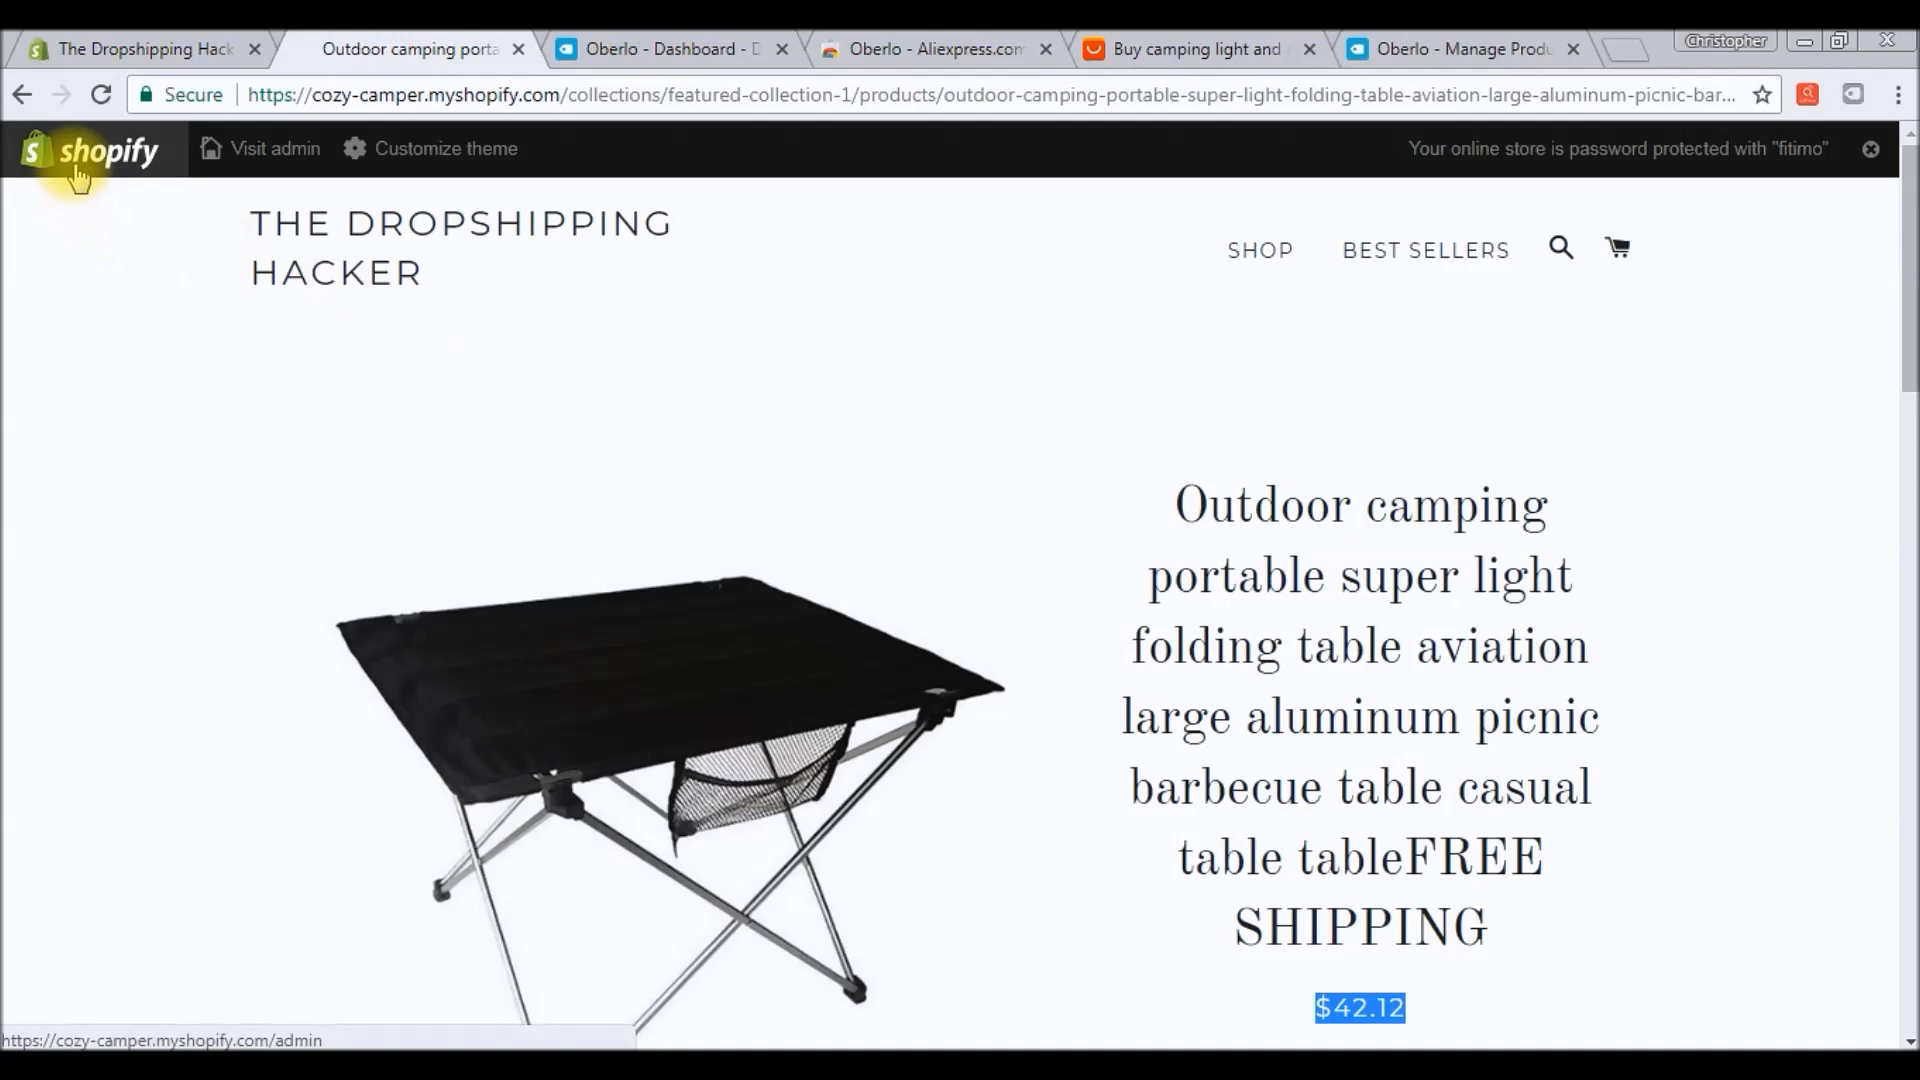 The Dropshipping Hack
Outdoor camping porta
Oberlo - Dashboard - D
Oberlo - Aliexpress.com
Buy camping light and
Oberlo - Manage Produ
Christopher
Secure
https://cozy-camper.myshopify.com/collections/featured-collection-1/products/outdoor-camping-portable-super-light-folding-table-aviation-large-aluminum-picnic-bar...
shopify
Visit admin
Customize theme
Your online store is password protected with "fitimo"
THE DROPSHIPPING
HACKER
SHOP
BEST SELLERS
Outdoor camping
portable super light
folding table aviation
large aluminum picnic
barbecue table casual
table tableFREE
SHIPPING
$42.12
https://cozy-camper.myshopify.com/admin